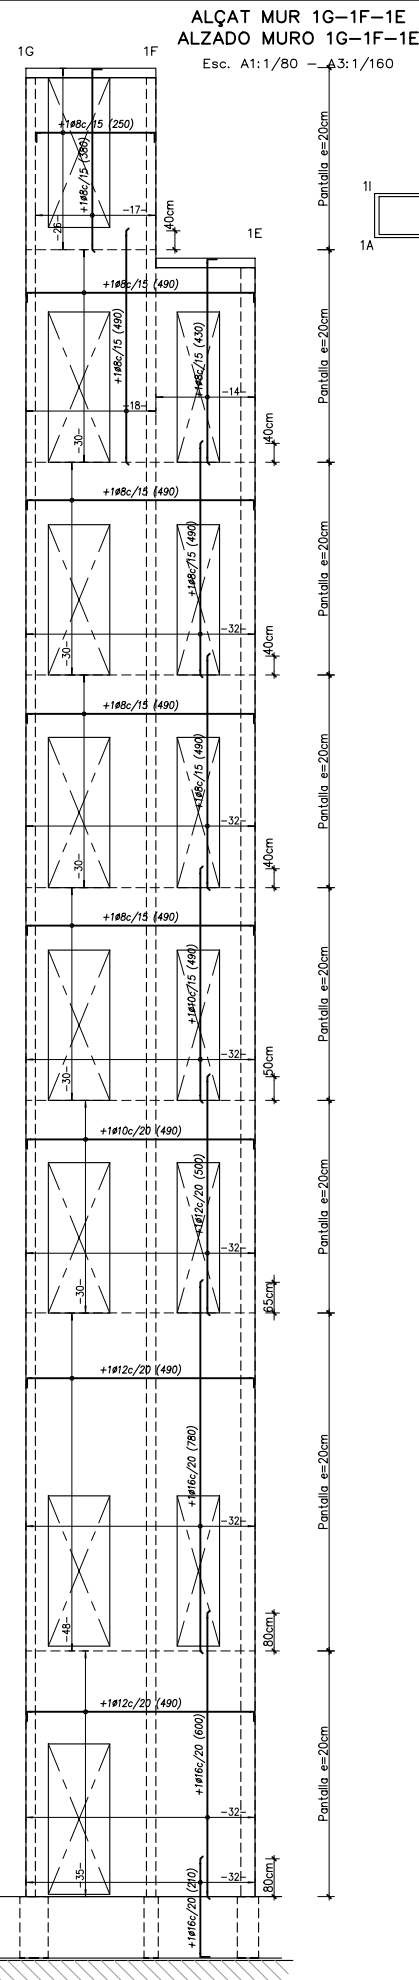 ALÇAT MUR 1G-1F-1E
ALZADO MURO 1G-1F-1E
Esc. A1:1/80 - A3:1/160
1G
1F
+1ø8c/15 (250)
+1ø8c/15 (380)
-17-
-26-
40cm
Pantalla e=20cm
1I
1A
1E
+1ø8c/15 (490)
+1ø8c/15 (490)
+1ø8c/15 (430)
-14-
-18-
-30-
40cm
Pantalla e=20cm
+1ø8c/15 (490)
+1ø8c/15 (490)
-32-
-30-
40cm
Pantalla e=20cm
+1ø8c/15 (490)
+1ø8c/15 (490)
-32-
-30-
40cm
Pantalla e=20cm
+1ø8c/15 (490)
+1ø10c/15 (490)
-32-
-30-
50cm
Pantalla e=20cm
+1ø10c/20 (490)
+1ø12c/20 (500)
-32-
-30-
65cm
Pantalla e=20cm
+1ø12c/20 (490)
+1ø16c/20 (780)
-32-
-48-
80cm
Pantalla e=20cm
+1ø12c/20 (490)
+1ø16c/20 (600)
-32-
-35-
-32-
80cm
Pantalla e=20cm
+1ø16c/20 (210)